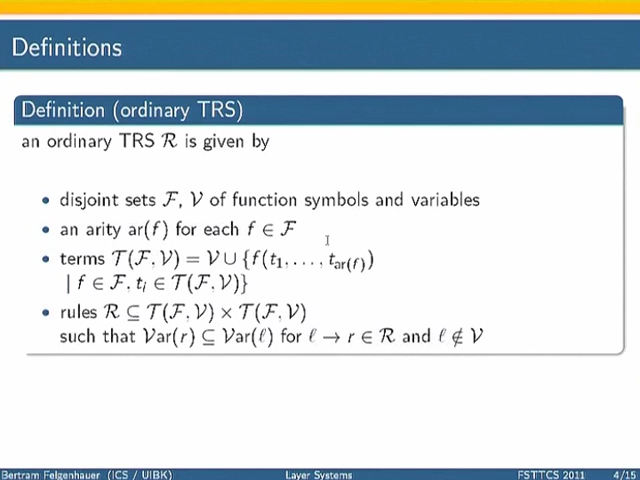 Definitions
Definition (ordinary TRS)
an ordinary TRS ℛ is given by
• disjoint sets ℱ, 𝒱 of function symbols and variables
• an arity ar(f) for each f ∈ ℱ
• terms 𝒯(ℱ, 𝒱) = 𝒱 ∪ {f(t₁, . . . , t_ar(f))
| f ∈ ℱ, tᵢ ∈ 𝒯(ℱ, 𝒱)}
• rules ℛ ⊆ 𝒯(ℱ, 𝒱) × 𝒯(ℱ, 𝒱)
such that 𝒱ar(r) ⊆ 𝒱ar(ℓ) for ℓ → r ∈ ℛ and ℓ ∉ 𝒱
Bertram Felgenhauer (ICS / UIBK) Layer Systems FSTTCS 2011 4/15